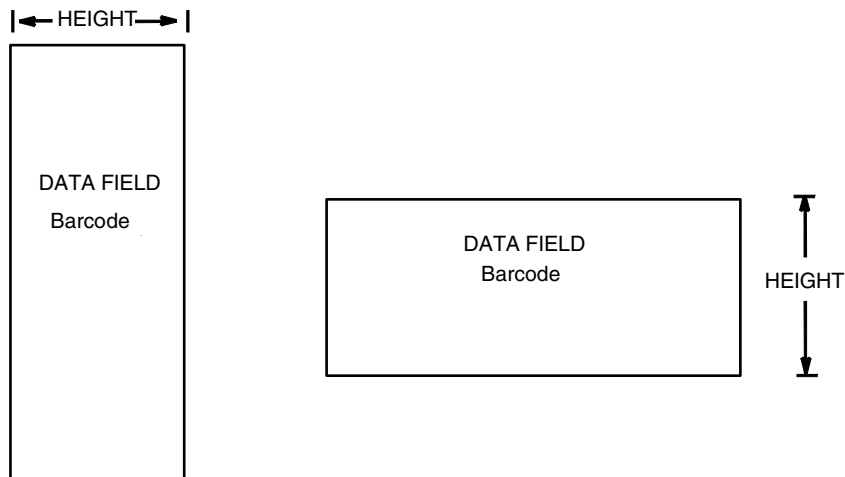 HEIGHT
DATA FIELD
Barcode
DATA FIELD
Barcode
HEIGHT